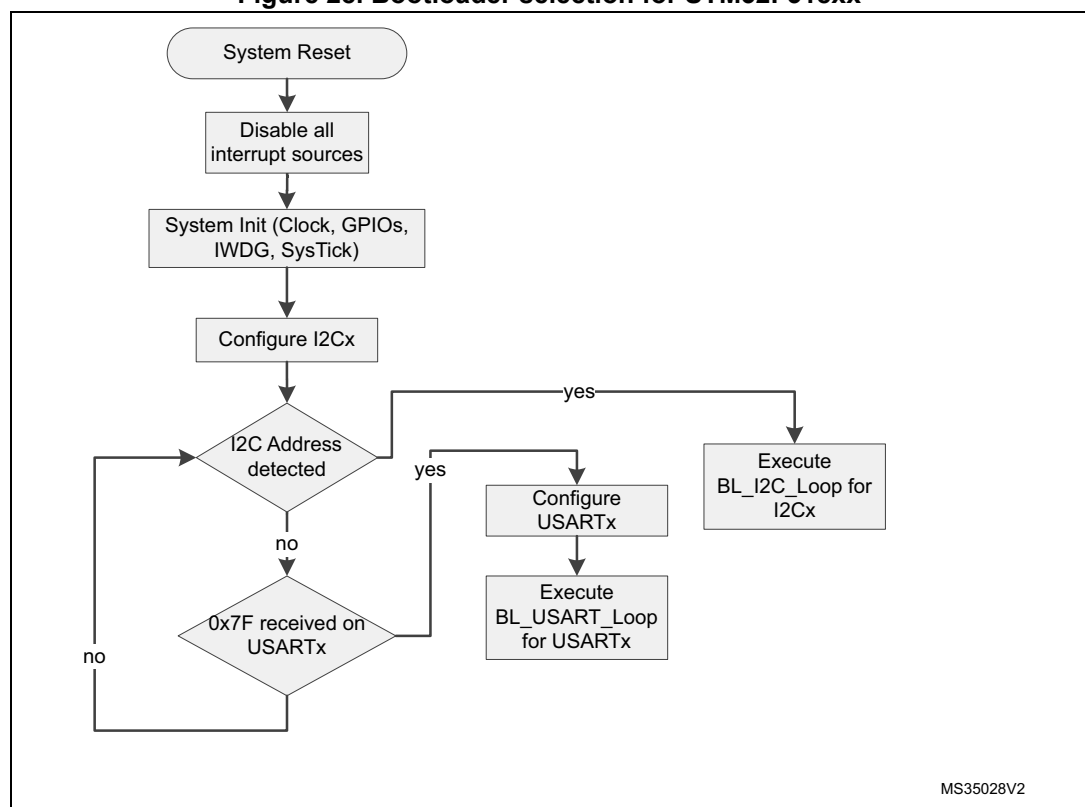 Figure Bootloader selection for
System Reset
Disable all
interrupt sources
System Init (Clock, GPIOs,
IWDG, SysTick)
Configure I2Cx
I2C Address
detected
yes
Execute
BL_I2C_Loop for
I2Cx
yes
Configure
USARTx
no
Execute
BL_USART_Loop
for USARTx
0x7F received on
USARTx
no
MS35028V2